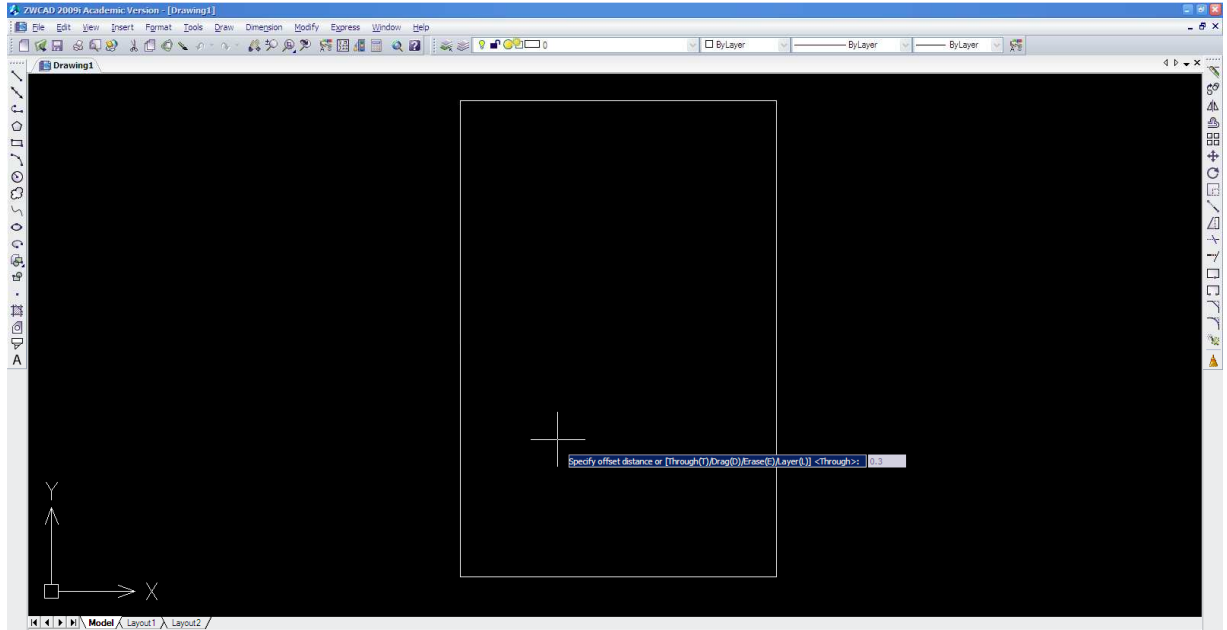 ZWCAD 2009i Academic Version - [Drawing1]
File Edit View Insert Format Tools Draw Dimension Modify Express Window Help
0 ByLayer ByLayer ByLayer
Drawing1
A
Specify offset distance or [Through(T)/Drag(D)/Erase(E)/Layer(L)] <Through>: 0.3
Y
X
Model Layout1 Layout2